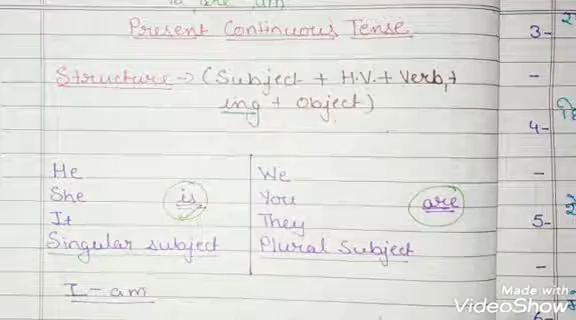 Present Continuous Tense
Structure → (Subject + H.V. + Verb₁ +
ing + Object)
He
She
It
Singular subject
is
We
You
They
Plural Subject
are
I - am
3-
-
4-
-
5-
-
Made with
VideoShow